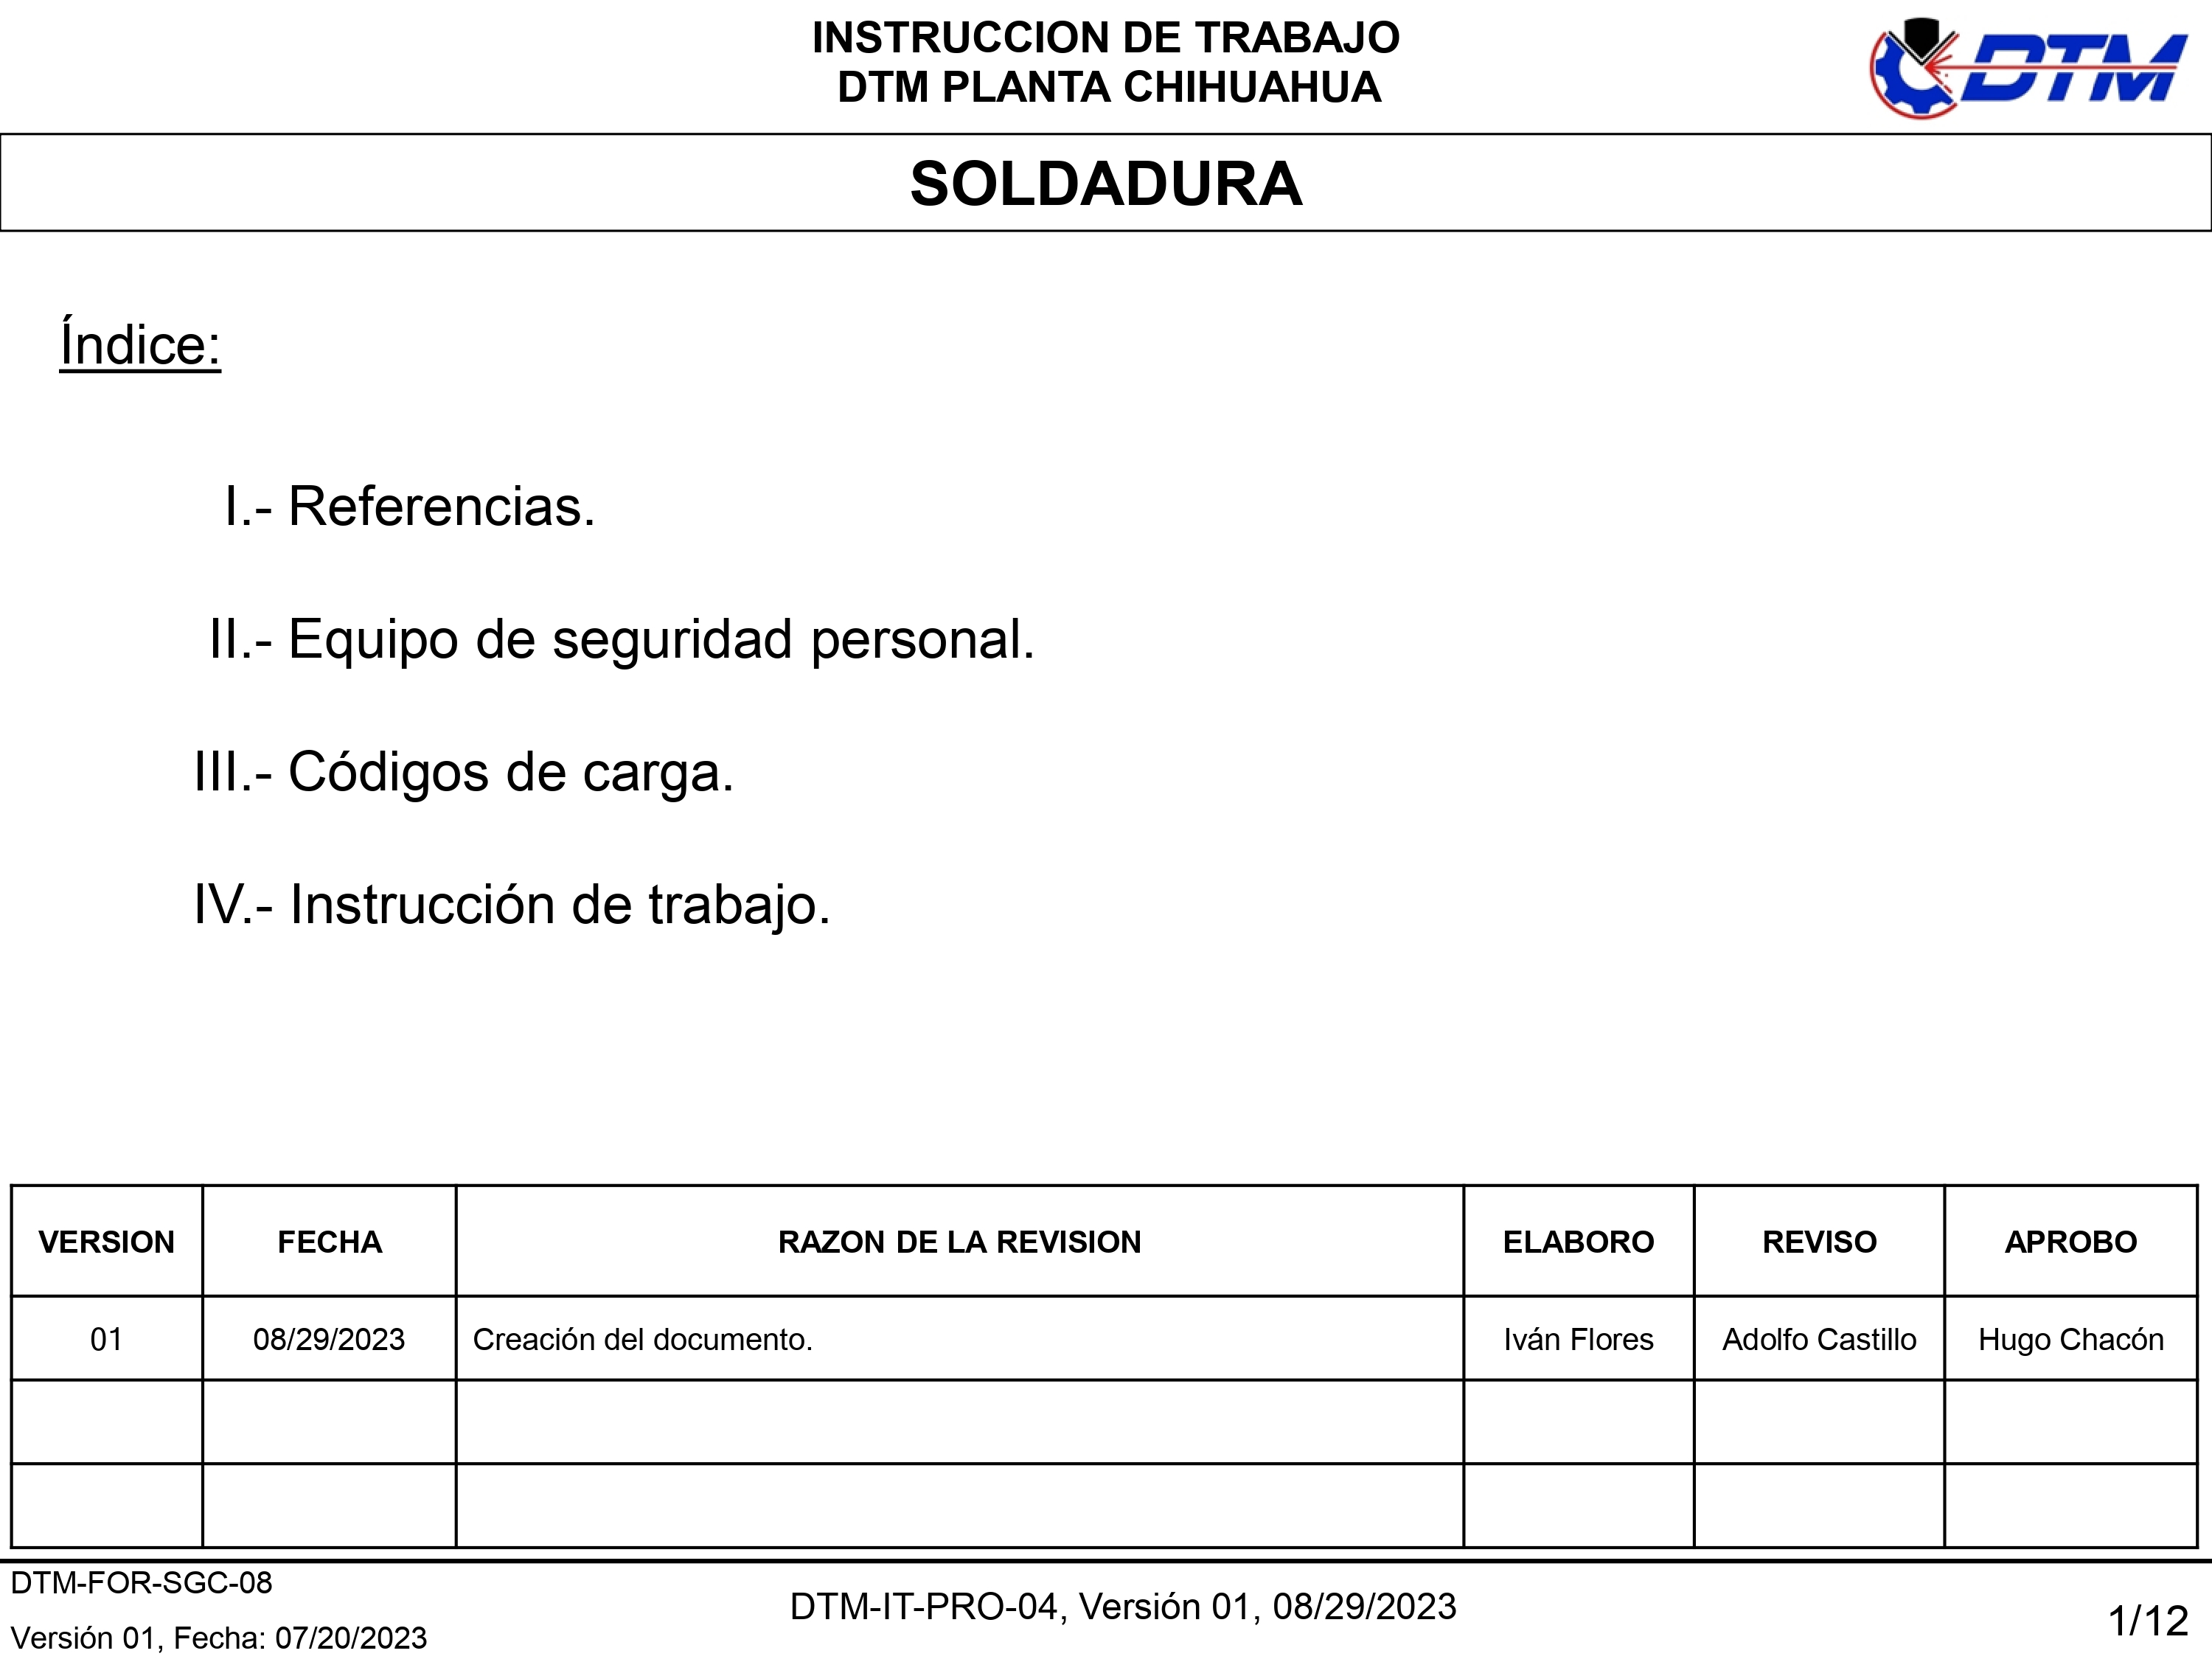 INSTRUCCION DE TRABAJO
DTM PLANTA CHIHUAHUA
DTM
SOLDADURA
Índice:
I.- Referencias.
II.- Equipo de seguridad personal.
III.- Códigos de carga.
IV.- Instrucción de trabajo.
VERSION FECHA RAZON DE LA REVISION ELABORO REVISO APROBO
01 08/29/2023 Creación del documento. Iván Flores Adolfo Castillo Hugo Chacón
DTM-FOR-SGC-08
Versión 01, Fecha: 07/20/2023
DTM-IT-PRO-04, Versión 01, 08/29/2023
1/12